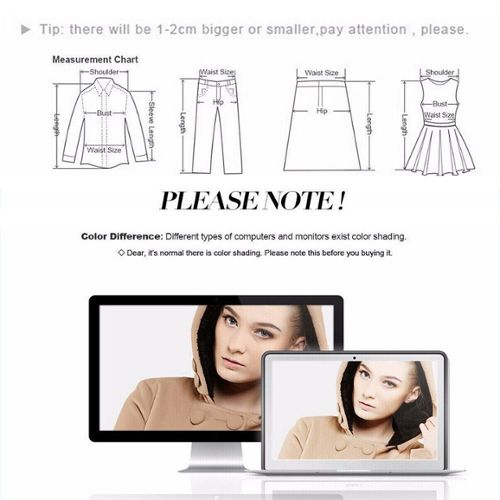 ▶ Tip: there will be 1-2cm bigger or smaller,pay attention , please.
Measurement Chart
Shoulder
Length
Bust
Sleeve Length
Waist Size
Waist Size
Hip
Length
Waist Size
Hip
Length
Shoulder
Bust
Waist Size
Length
PLEASE NOTE !
Color Difference: Different types of computers and monitors exist color shading.
◇ Dear, it's normal there is color shading. Please note this before you buying it.